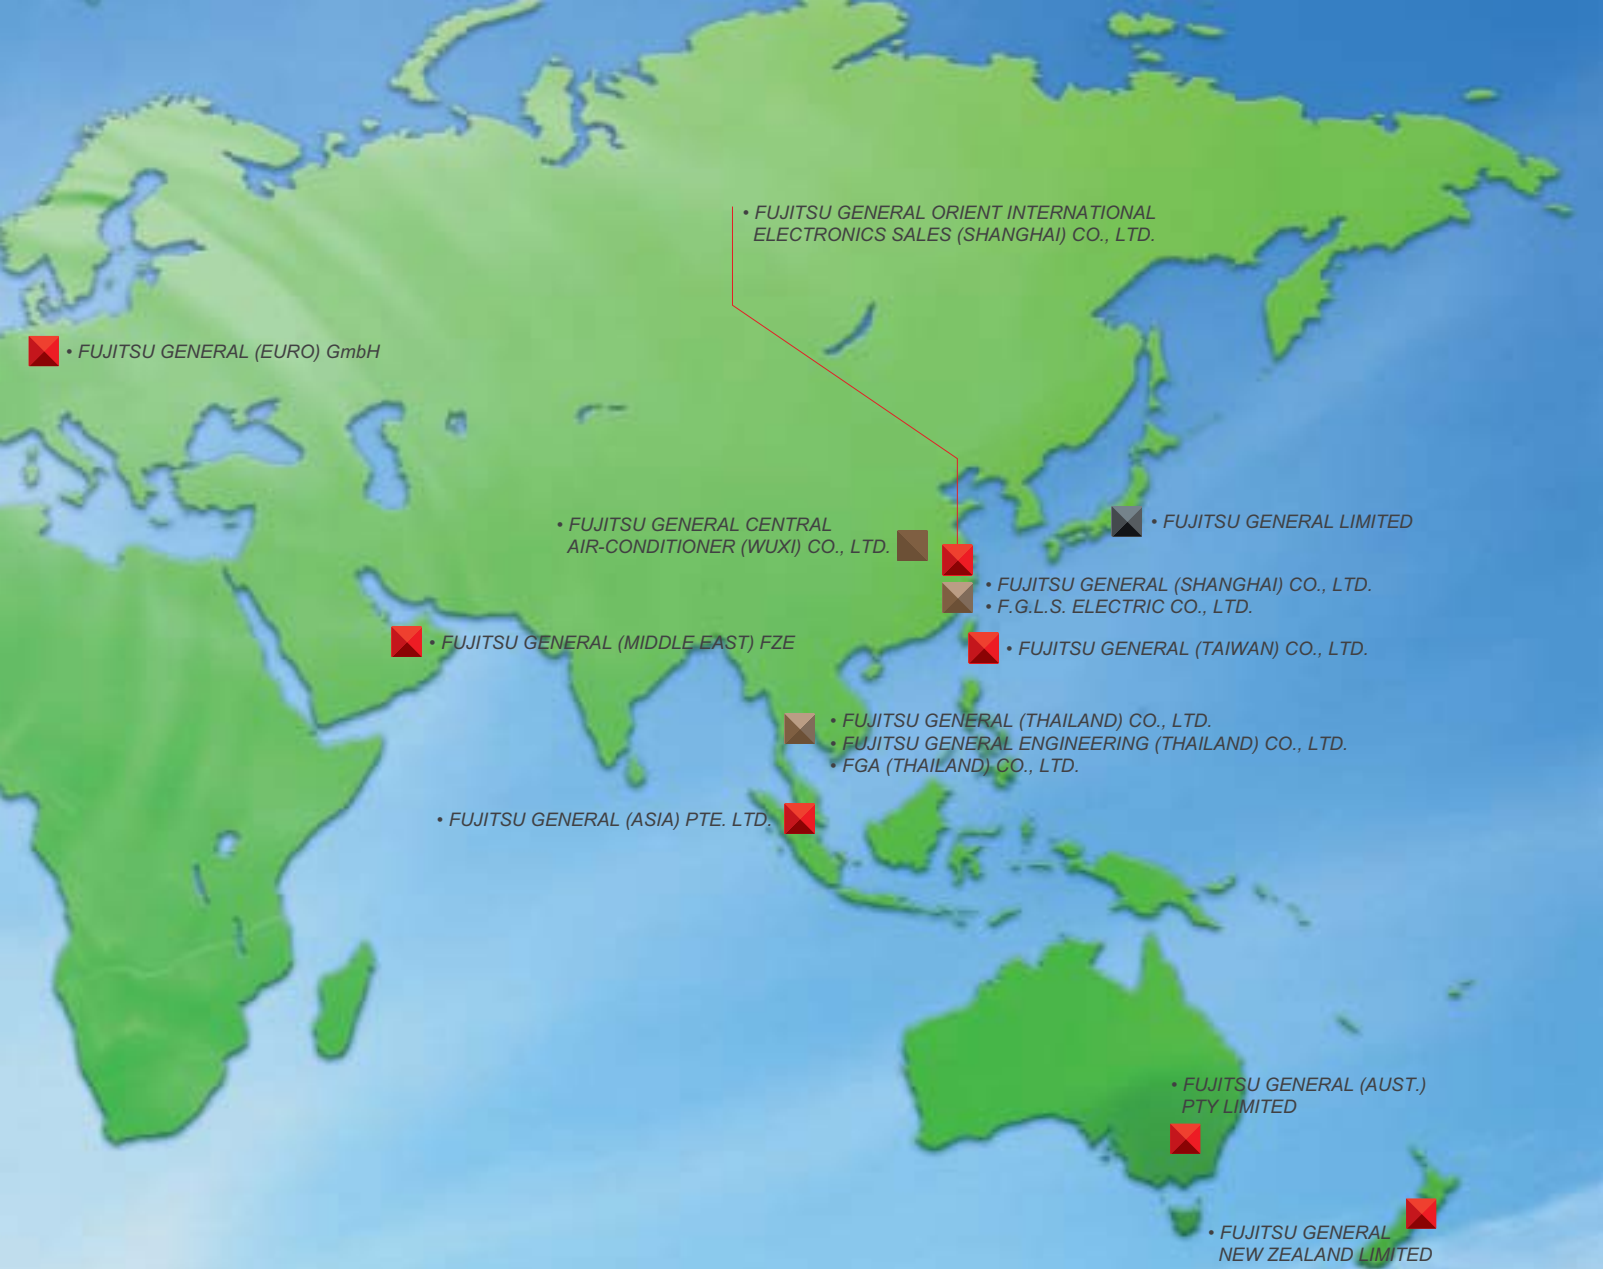 • FUJITSU GENERAL ORIENT INTERNATIONAL
ELECTRONICS SALES (SHANGHAI) CO., LTD.
• FUJITSU GENERAL (EURO) GmbH
• FUJITSU GENERAL CENTRAL
AIR-CONDITIONER (WUXI) CO., LTD.
• FUJITSU GENERAL LIMITED
• FUJITSU GENERAL (SHANGHAI) CO., LTD.
• F.G.L.S. ELECTRIC CO., LTD.
• FUJITSU GENERAL (MIDDLE EAST) FZE
• FUJITSU GENERAL (TAIWAN) CO., LTD.
• FUJITSU GENERAL (THAILAND) CO., LTD.
• FUJITSU GENERAL ENGINEERING (THAILAND) CO., LTD.
• FGA (THAILAND) CO., LTD.
• FUJITSU GENERAL (ASIA) PTE. LTD.
• FUJITSU GENERAL (AUST.)
PTY LIMITED
• FUJITSU GENERAL
NEW ZEALAND LIMITED